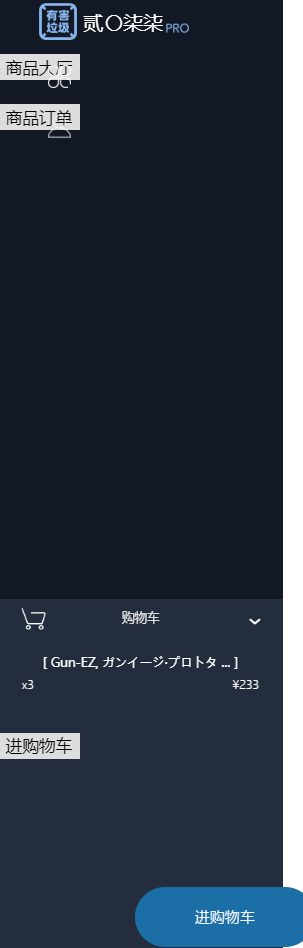 有害
垃圾
贰〇柒柒PRO
商品大厅
商品订单
购物车
[ Gun-EZ, ガンイージ·プロトタ ... ]
x3 ¥233
进购物车
进购物车